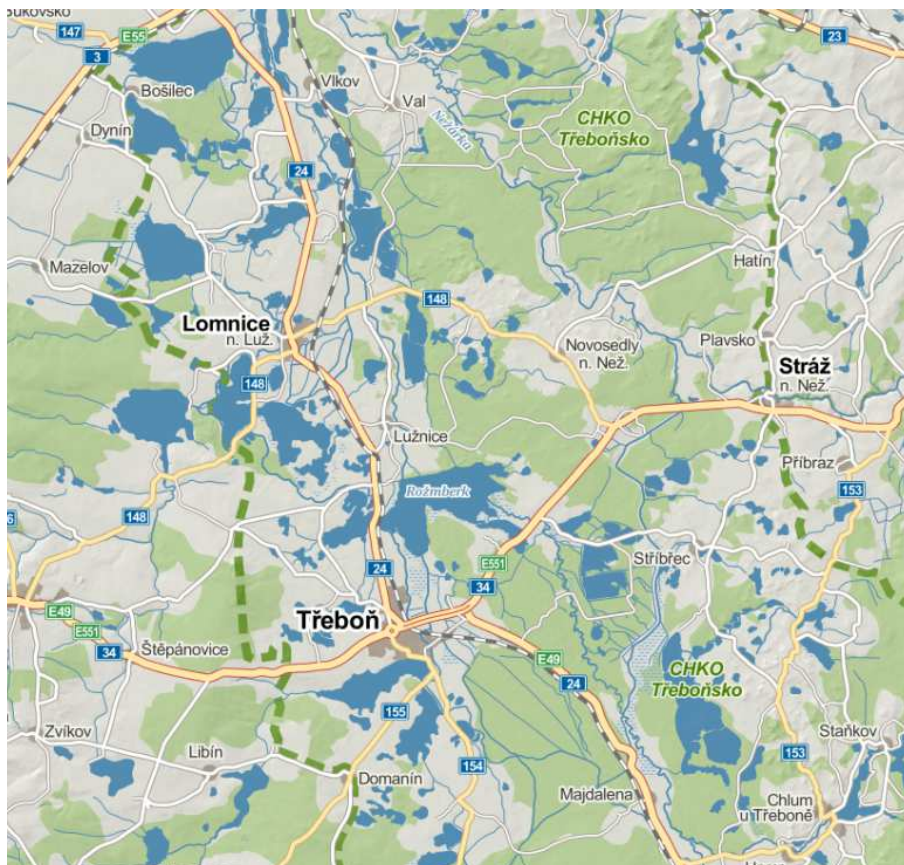 147
E55
3
23
Bošilec
Vlkov
Val
Nežárka
CHKO
Třeboňsko
Dynín
24
Mazelov
Hatín
148
Lomnice
n. Luž.
Novosedly
n. Než.
Plavsko
Stráž
n. Než.
148
Lužnice
Příbraz
153
Rožmberk
148
Stříbřec
E551
24
34
E49
E551
Třeboň
34
Štěpánovice
E49
24
CHKO
Třeboňsko
155
Zvíkov
Libín
Staňkov
153
154
Domanín
Majdalena
Chlum
u Třeboně